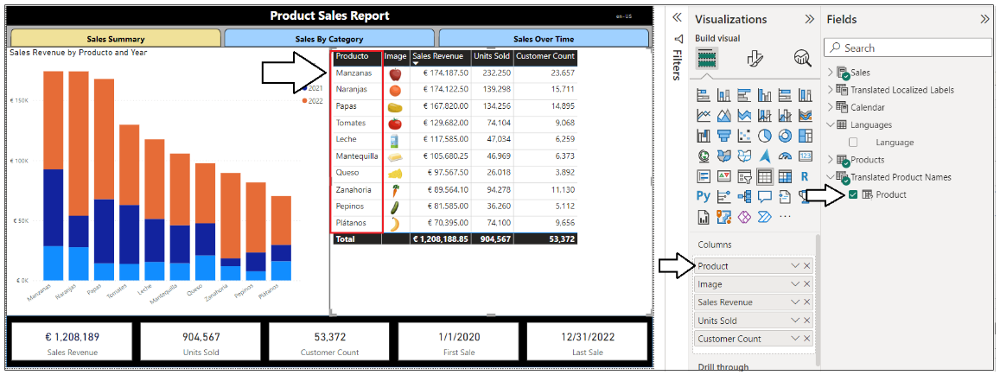 Product Sales Report
en-US
Sales Summary
Sales By Category
Sales Over Time
Sales Revenue by Producto and Year
2021
2022
€ 150K
€ 100K
€ 50K
€ 0K
Manzanas
Naranjas
Papas
Tomates
Leche
Mantequilla
Queso
Zanahoria
Pepinos
Plátanos
Producto Image Sales Revenue Units Sold Customer Count
Manzanas € 174,187.50 232.250 23.657
Naranjas € 174,122.50 139,298 15,711
Papas € 167.820.00 134,256 14,895
Tomates € 129,682.00 74,104 9.068
Leche € 117,585.00 47,034 6,259
Mantequilla € 105,680.25 46.969 6.373
Queso € 97,567.50 26.018 3.892
Zanahoria € 89,564.10 94.278 11.130
Pepinos € 81.585.00 36.260 5.112
Plátanos € 70,395.00 74,100 9.656
Total € 1,208,188.85 904,567 53,372
€ 1,208,189
Sales Revenue
904,567
Units Sold
53,372
Customer Count
1/1/2020
First Sale
12/31/2022
Last Sale
Filters
Visualizations
Build visual
123
R
Py
Columns
Product
Image
Sales Revenue
Units Sold
Customer Count
Drill through
Fields
Search
Sales
Translated Localized Labels
Calendar
Languages
Language
Products
Translated Product Names
Product